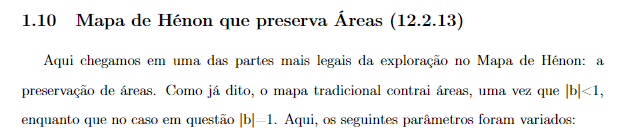 1.10 Mapa de Hénon que preserva Áreas (12.2.13)
Aqui chegamos em uma das partes mais legais da exploração no Mapa de Hénon: a
preservação de áreas. Como já dito, o mapa tradicional contrai áreas, uma vez que |b|<1,
enquanto que no caso em questão |b|=1. Aqui, os seguintes parâmetros foram variados: